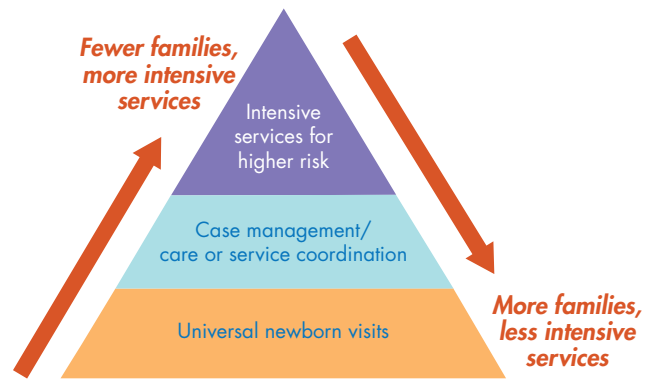 Fewer families,
more intensive
services
Intensive
services for
higher risk
Case management/
care or service coordination
Universal newborn visits
More families,
less intensive
services